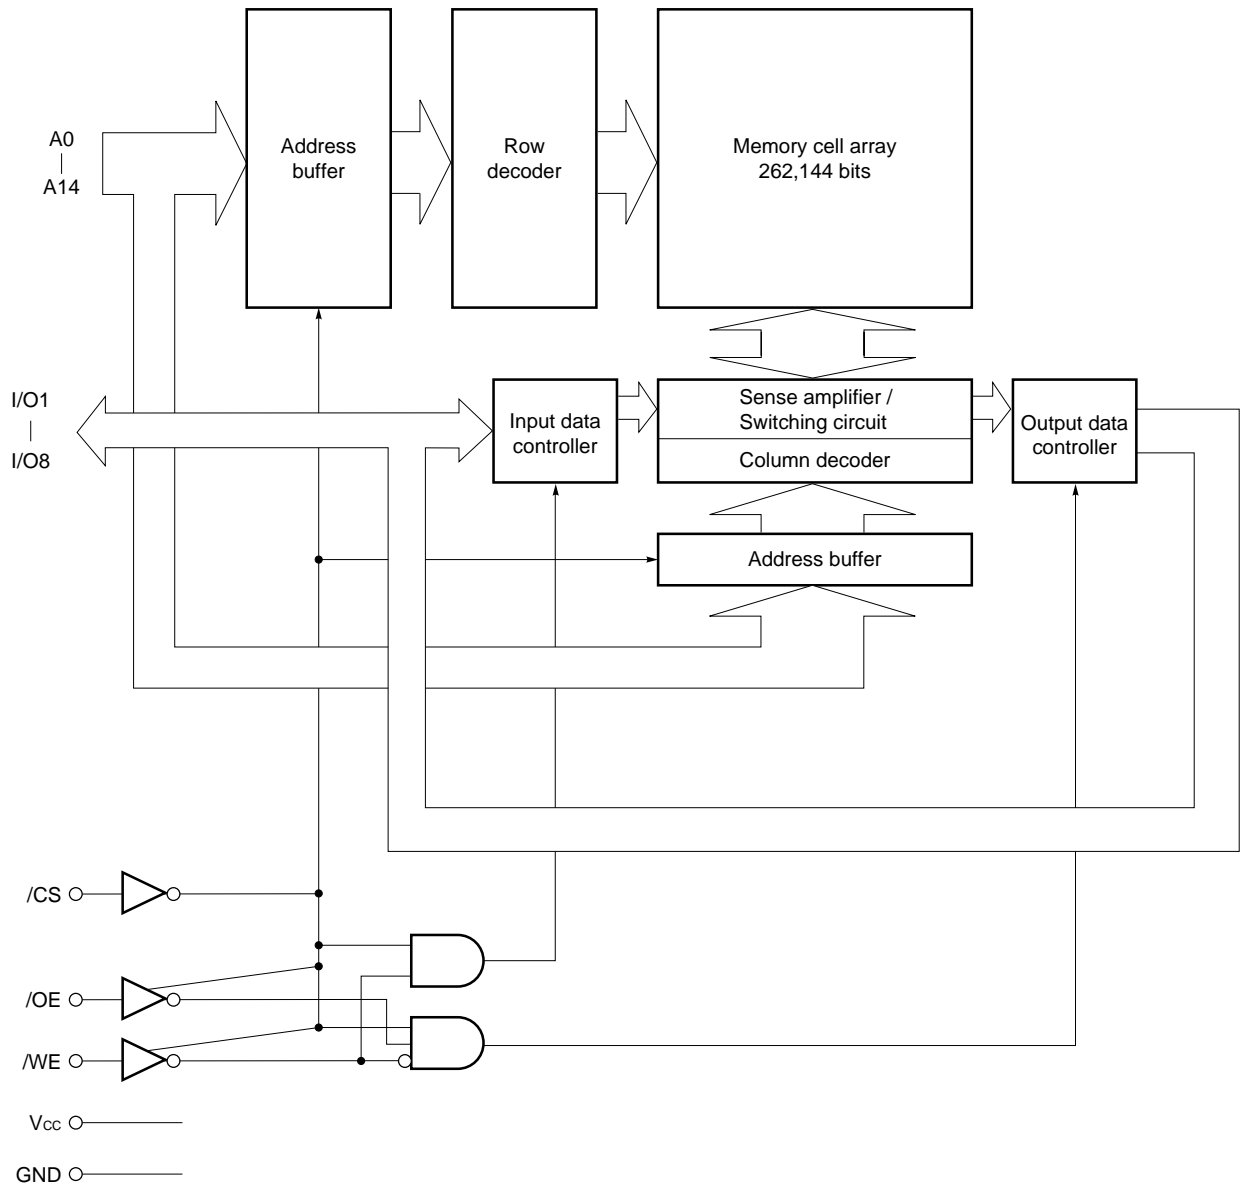 A0
A14
Address
buffer
Row
decoder
Memory cell array
262,144 bits
I/O1
I/O8
Input data
controller
Sense amplifier /
Switching circuit
Column decoder
Output data
controller
Address buffer
/CS
/OE
/WE
VCC
GND